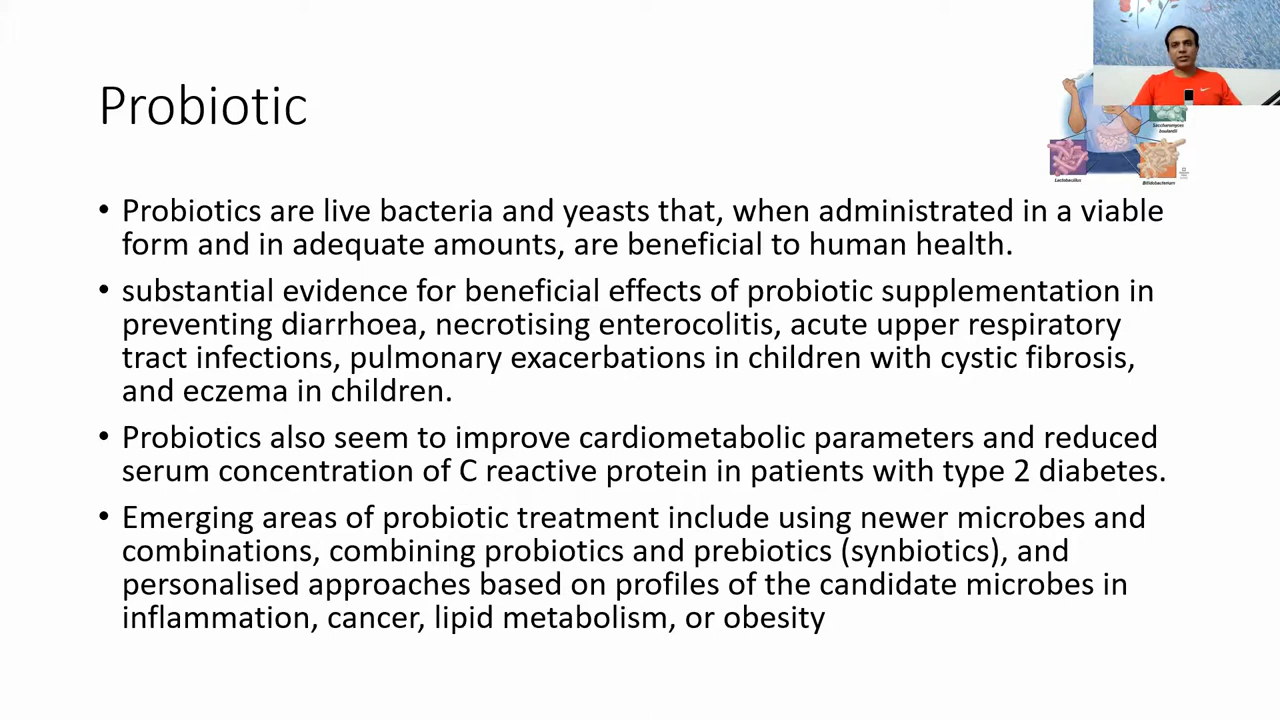 Probiotic
Saccharomyces
boulardii
Lactobacillus
Bifidobacterium
• Probiotics are live bacteria and yeasts that, when administrated in a viable
form and in adequate amounts, are beneficial to human health.
• substantial evidence for beneficial effects of probiotic supplementation in
preventing diarrhoea, necrotising enterocolitis, acute upper respiratory
tract infections, pulmonary exacerbations in children with cystic fibrosis,
and eczema in children.
• Probiotics also seem to improve cardiometabolic parameters and reduced
serum concentration of C reactive protein in patients with type 2 diabetes.
• Emerging areas of probiotic treatment include using newer microbes and
combinations, combining probiotics and prebiotics (synbiotics), and
personalised approaches based on profiles of the candidate microbes in
inflammation, cancer, lipid metabolism, or obesity